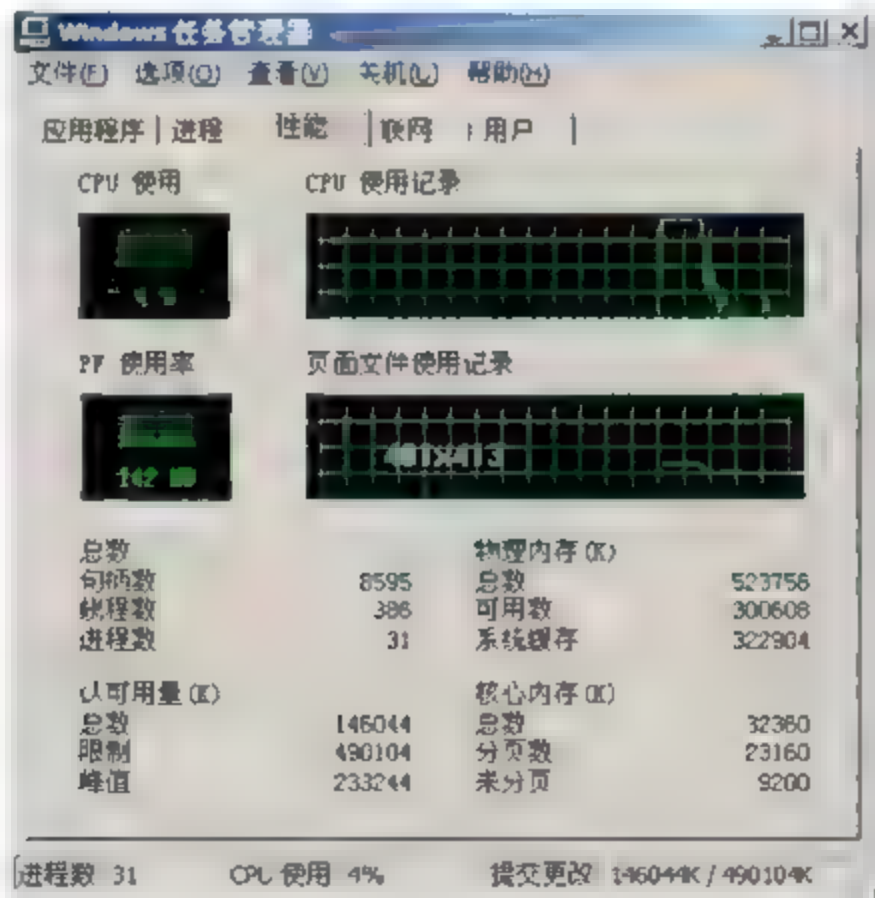 Windows 任务管理器
文件(F) 选项(O) 查看(V) 关机(U) 帮助(H)
应用程序 进程 性能 联网 用户
CPU 使用 CPU 使用记录
PF 使用率 页面文件使用记录
142 MB
401×413
总数 物理内存(K)
句柄数 8595 总数 523756
线程数 386 可用数 300608
进程数 31 系统缓存 322904
认可用量(K) 核心内存(K)
总数 146044 总数 32360
限制 490104 分页数 23160
峰值 233244 未分页 9200
进程数 31 CPU 使用 4% 提交更改 146044K / 490104K